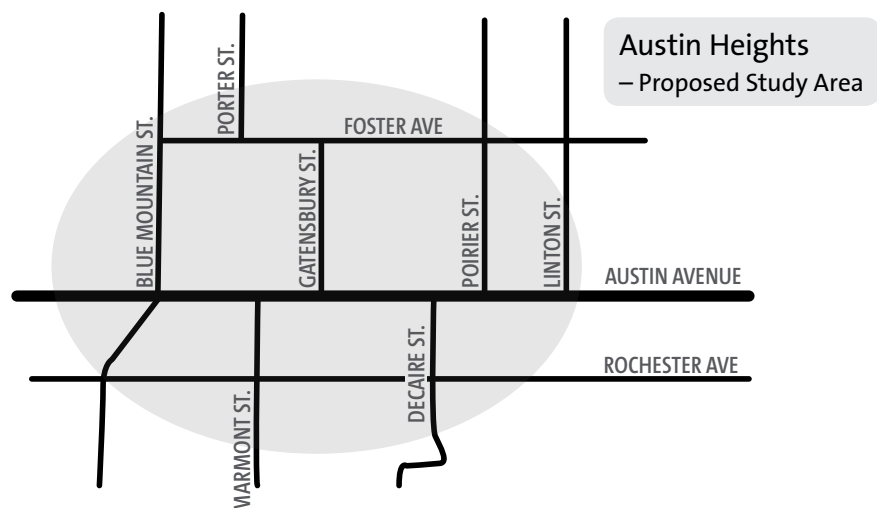 Austin Heights
– Proposed Study Area
PORTER ST.
FOSTER AVE
BLUE MOUNTAIN ST.
GATENSBURY ST.
POIRIER ST.
LINTON ST.
AUSTIN AVENUE
ROCHESTER AVE
DECAIRE ST.
MARMONT ST.